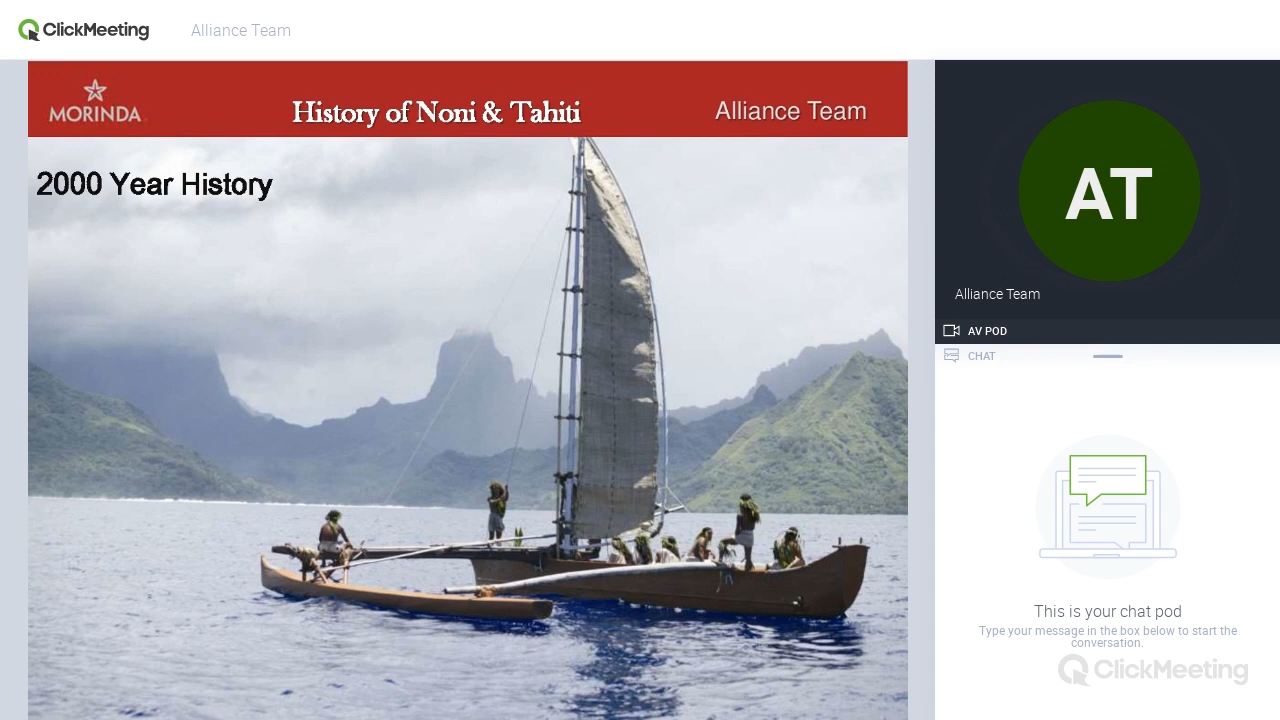 ClickMeeting
Alliance Team
MORINDA
History of Noni & Tahiti
Alliance Team
2000 Year History
AT
Alliance Team
AV POD
CHAT
This is your chat pod
Type your message in the box below to start the
conversation.
ClickMeeting